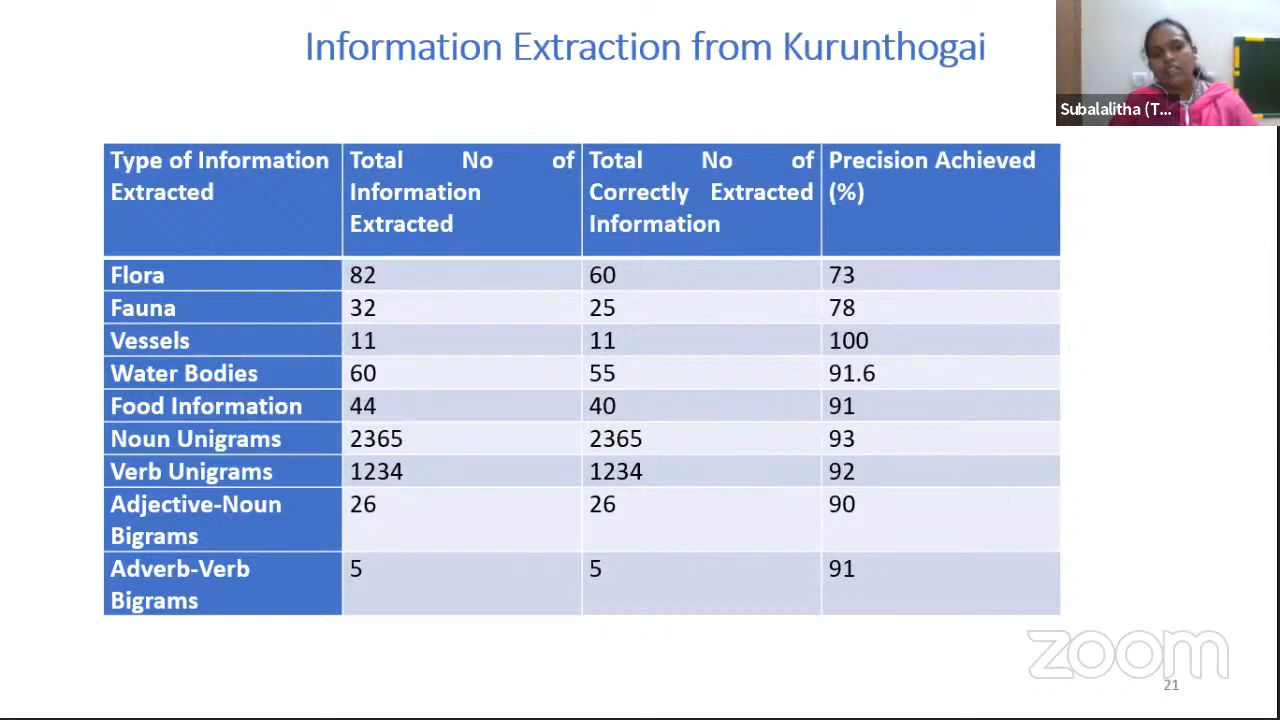 Information Extraction from Kurunthogai
Subalalitha (T...
Type of Information
Extracted
Total No of
Information
Extracted
Total No of
Correctly Extracted
Information
Precision Achieved
(%)
Flora 82 60 73
Fauna 32 25 78
Vessels 11 11 100
Water Bodies 60 55 91.6
Food Information 44 40 91
Noun Unigrams 2365 2365 93
Verb Unigrams 1234 1234 92
Adjective-Noun 26 26 90
Bigrams
Adverb-Verb 5 5 91
Bigrams
zoom
21